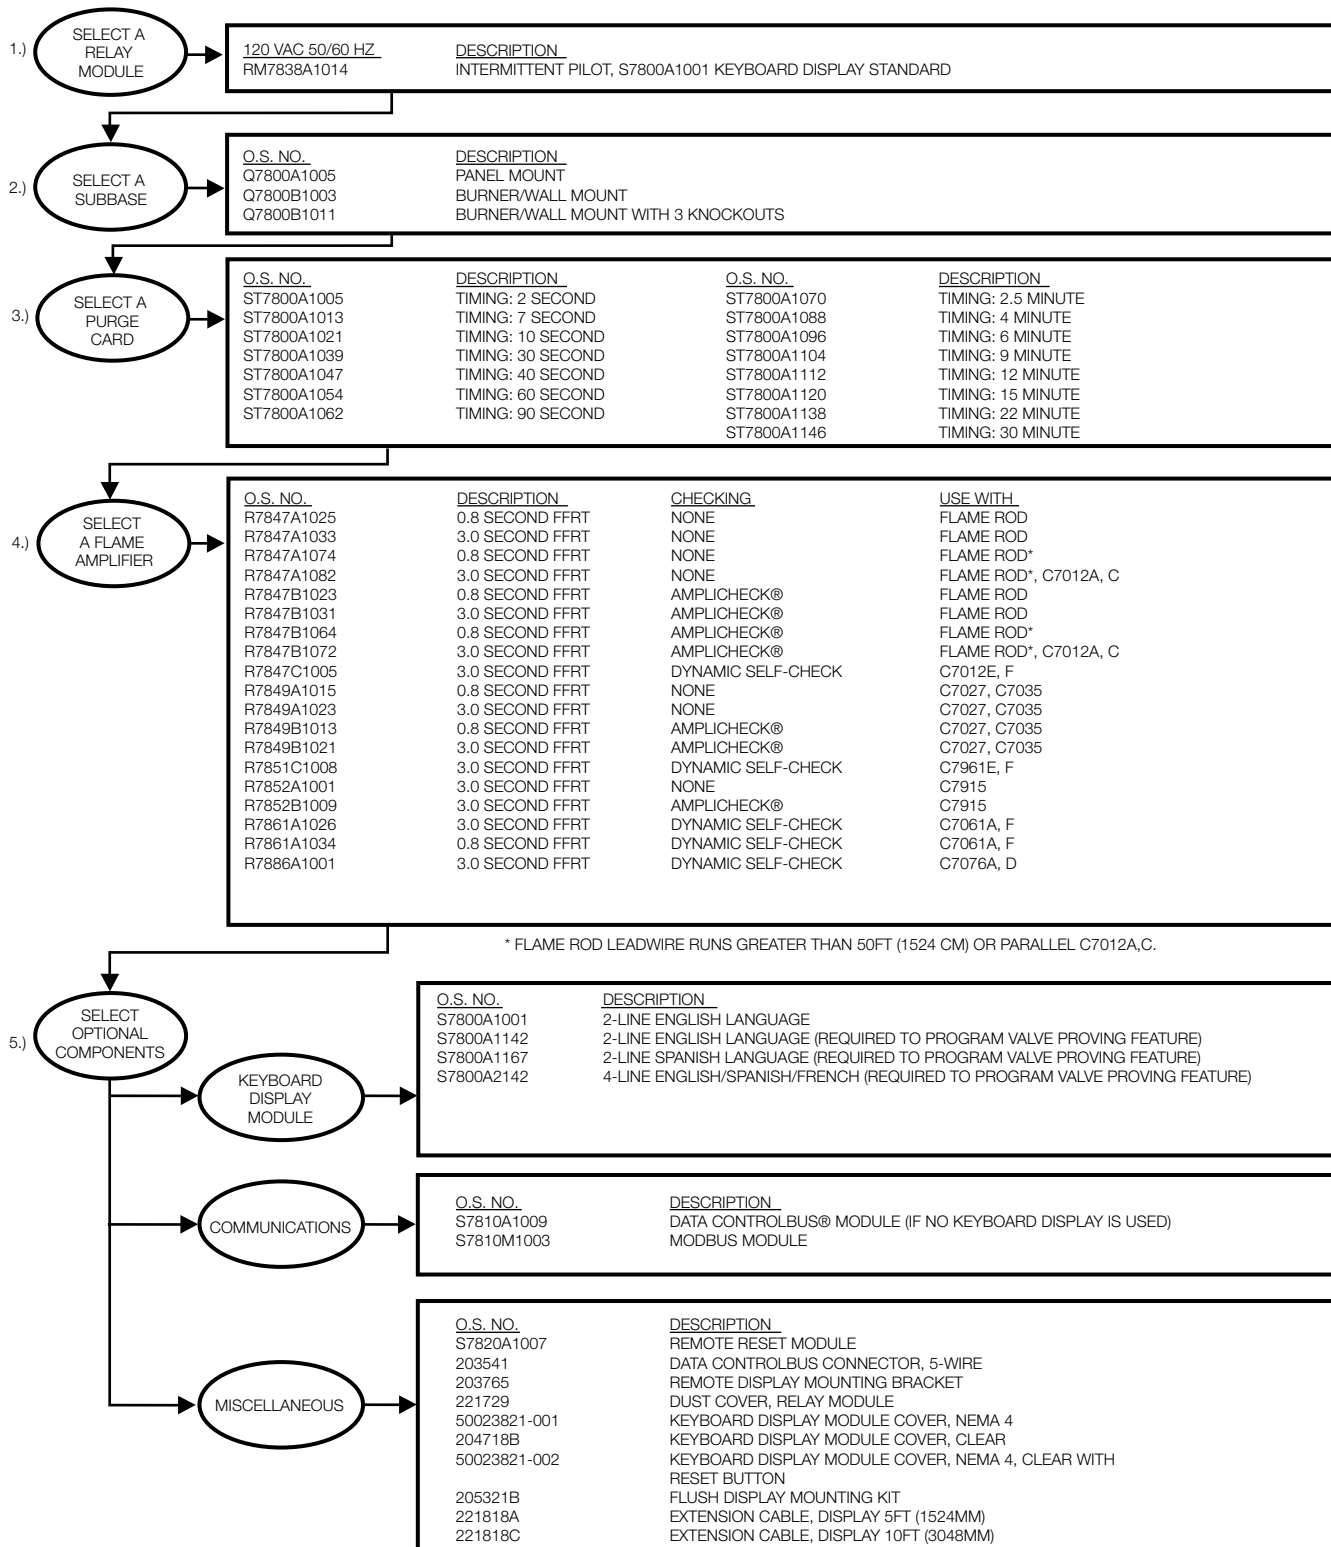 1.)
SELECT A
RELAY
MODULE
120 VAC 50/60 HZ DESCRIPTION
RM7838A1014 INTERMITTENT PILOT, S7800A1001 KEYBOARD DISPLAY STANDARD
2.)
SELECT A
SUBBASE
O.S. NO. DESCRIPTION
Q7800A1005 PANEL MOUNT
Q7800B1003 BURNER/WALL MOUNT
Q7800B1011 BURNER/WALL MOUNT WITH 3 KNOCKOUTS
3.)
SELECT A
PURGE
CARD
O.S. NO. DESCRIPTION O.S. NO. DESCRIPTION
ST7800A1005 TIMING: 2 SECOND ST7800A1070 TIMING: 2.5 MINUTE
ST7800A1013 TIMING: 7 SECOND ST7800A1088 TIMING: 4 MINUTE
ST7800A1021 TIMING: 10 SECOND ST7800A1096 TIMING: 6 MINUTE
ST7800A1039 TIMING: 30 SECOND ST7800A1104 TIMING: 9 MINUTE
ST7800A1047 TIMING: 40 SECOND ST7800A1112 TIMING: 12 MINUTE
ST7800A1054 TIMING: 60 SECOND ST7800A1120 TIMING: 15 MINUTE
ST7800A1062 TIMING: 90 SECOND ST7800A1138 TIMING: 22 MINUTE
ST7800A1146 TIMING: 30 MINUTE
4.)
SELECT
A FLAME
AMPLIFIER
O.S. NO. DESCRIPTION CHECKING USE WITH
R7847A1025 0.8 SECOND FFRT NONE FLAME ROD
R7847A1033 3.0 SECOND FFRT NONE FLAME ROD
R7847A1074 0.8 SECOND FFRT NONE FLAME ROD*
R7847A1082 3.0 SECOND FFRT NONE FLAME ROD*, C7012A, C
R7847B1023 0.8 SECOND FFRT AMPLICHECK® FLAME ROD
R7847B1031 3.0 SECOND FFRT AMPLICHECK® FLAME ROD
R7847B1064 0.8 SECOND FFRT AMPLICHECK® FLAME ROD*
R7847B1072 3.0 SECOND FFRT AMPLICHECK® FLAME ROD*, C7012A, C
R7847C1005 3.0 SECOND FFRT DYNAMIC SELF-CHECK C7012E, F
R7849A1015 0.8 SECOND FFRT NONE C7027, C7035
R7849A1023 3.0 SECOND FFRT NONE C7027, C7035
R7849B1013 0.8 SECOND FFRT AMPLICHECK® C7027, C7035
R7849B1021 3.0 SECOND FFRT AMPLICHECK® C7027, C7035
R7851C1008 3.0 SECOND FFRT DYNAMIC SELF-CHECK C7961E, F
R7852A1001 3.0 SECOND FFRT NONE C7915
R7852B1009 3.0 SECOND FFRT AMPLICHECK® C7915
R7861A1026 3.0 SECOND FFRT DYNAMIC SELF-CHECK C7061A, F
R7861A1034 0.8 SECOND FFRT DYNAMIC SELF-CHECK C7061A, F
R7886A1001 3.0 SECOND FFRT DYNAMIC SELF-CHECK C7076A, D
* FLAME ROD LEADWIRE RUNS GREATER THAN 50FT (1524 CM) OR PARALLEL C7012A,C.
5.)
SELECT
OPTIONAL
COMPONENTS
KEYBOARD
DISPLAY
MODULE
O.S. NO. DESCRIPTION
S7800A1001 2-LINE ENGLISH LANGUAGE
S7800A1142 2-LINE ENGLISH LANGUAGE (REQUIRED TO PROGRAM VALVE PROVING FEATURE)
S7800A1167 2-LINE SPANISH LANGUAGE (REQUIRED TO PROGRAM VALVE PROVING FEATURE)
S7800A2142 4-LINE ENGLISH/SPANISH/FRENCH (REQUIRED TO PROGRAM VALVE PROVING FEATURE)
COMMUNICATIONS
O.S. NO. DESCRIPTION
S7810A1009 DATA CONTROLBUS® MODULE (IF NO KEYBOARD DISPLAY IS USED)
S7810M1003 MODBUS MODULE
MISCELLANEOUS
O.S. NO. DESCRIPTION
S7820A1007 REMOTE RESET MODULE
203541 DATA CONTROLBUS CONNECTOR, 5-WIRE
203765 REMOTE DISPLAY MOUNTING BRACKET
221729 DUST COVER, RELAY MODULE
50023821-001 KEYBOARD DISPLAY MODULE COVER, NEMA 4
204718B KEYBOARD DISPLAY MODULE COVER, CLEAR
50023821-002 KEYBOARD DISPLAY MODULE COVER, NEMA 4, CLEAR WITH
RESET BUTTON
205321B FLUSH DISPLAY MOUNTING KIT
221818A EXTENSION CABLE, DISPLAY 5FT (1524MM)
221818C EXTENSION CABLE, DISPLAY 10FT (3048MM)